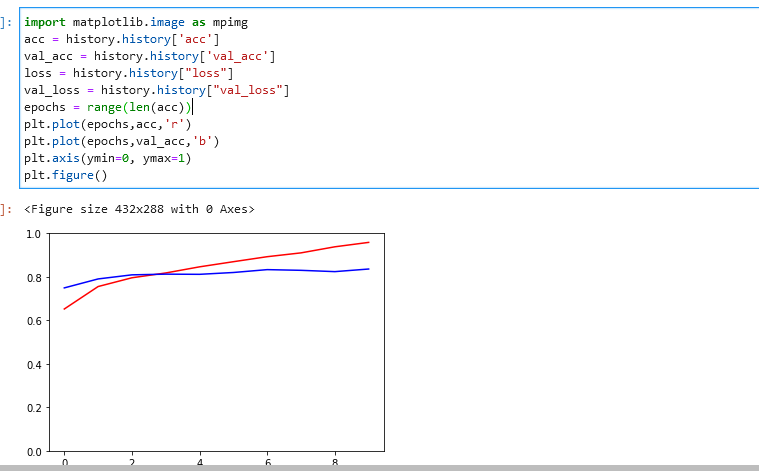 ]: import matplotlib.image as mpimg
acc = history.history['acc']
val_acc = history.history['val_acc']
loss = history.history["loss"]
val_loss = history.history["val_loss"]
epochs = range(len(acc))
plt.plot(epochs,acc,'r')
plt.plot(epochs,val_acc,'b')
plt.axis(ymin=0, ymax=1)
plt.figure()
]: <Figure size 432x288 with 0 Axes>
1.0
0.8
0.6
0.4
0.2
0.0
0 2 4 6 8